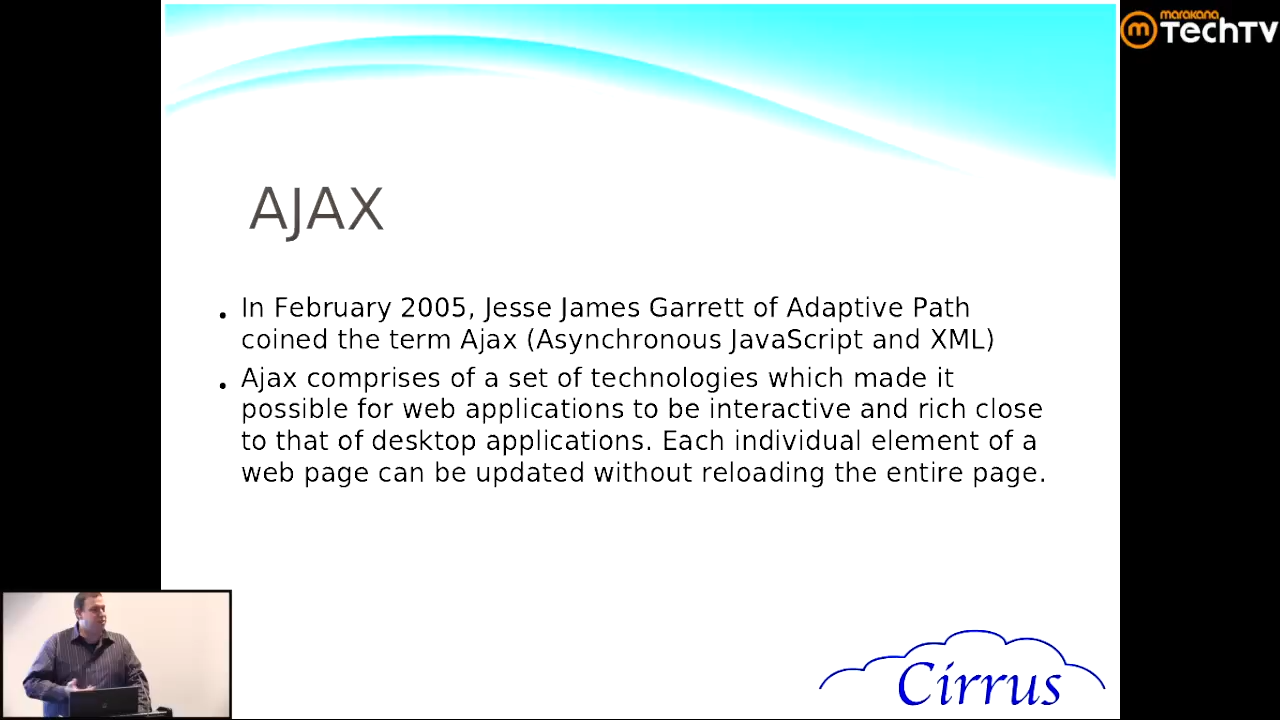 marakana
m TechTV
AJAX
. In February 2005, Jesse James Garrett of Adaptive Path
coined the term Ajax (Asynchronous JavaScript and XML)
. Ajax comprises of a set of technologies which made it
possible for web applications to be interactive and rich close
to that of desktop applications. Each individual element of a
web page can be updated without reloading the entire page.
Cirrus